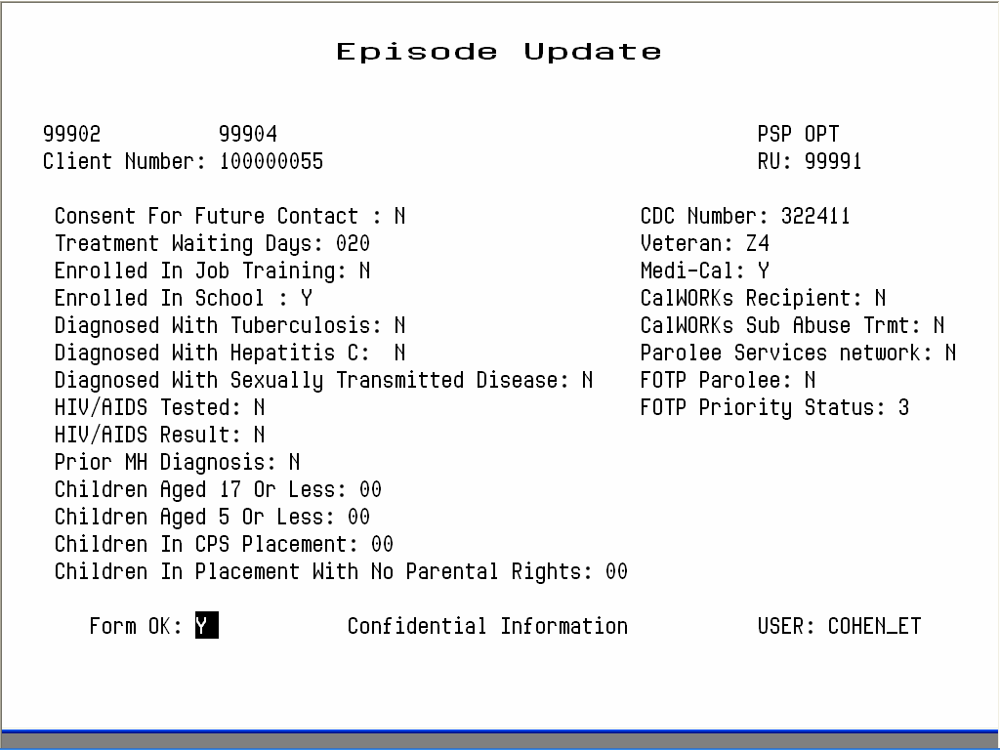 Episode Update
99902 99904 PSP OPT
Client Number: 100000055 RU: 99991
Consent For Future Contact : N CDC Number: 322411
Treatment Waiting Days: 020 Veteran: Z4
Enrolled In Job Training: N Medi-Cal: Y
Enrolled In School : Y CalWORKs Recipient: N
Diagnosed With Tuberculosis: N CalWORKs Sub Abuse Trmt: N
Diagnosed With Hepatitis C: N Parolee Services network: N
Diagnosed With Sexually Transmitted Disease: N FOTP Parolee: N
HIV/AIDS Tested: N FOTP Priority Status: 3
HIV/AIDS Result: N
Prior MH Diagnosis: N
Children Aged 17 Or Less: 00
Children Aged 5 Or Less: 00
Children In CPS Placement: 00
Children In Placement With No Parental Rights: 00
Form OK: Y Confidential Information USER: COHEN_ET